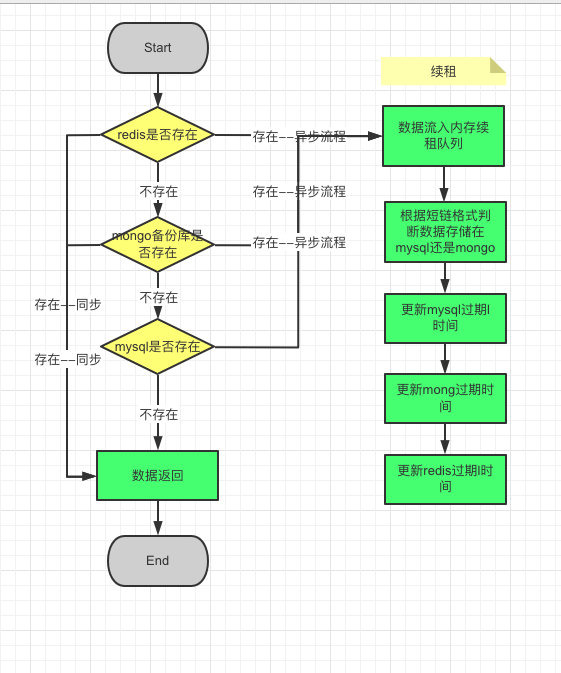 Start
续租
redis是否存在
存在——异步流程
数据流入内存续
租队列
不存在
存在——异步流程
mongo备份库是
否存在
存在——异步流程
根据短链格式判
断数据存储在
mysql还是mongo
不存在
存在——同步
更新mysql过期l
时间
mysql是否存在
存在——同步
不存在
更新mong过期时
间
数据返回
更新redis过期l时
间
End